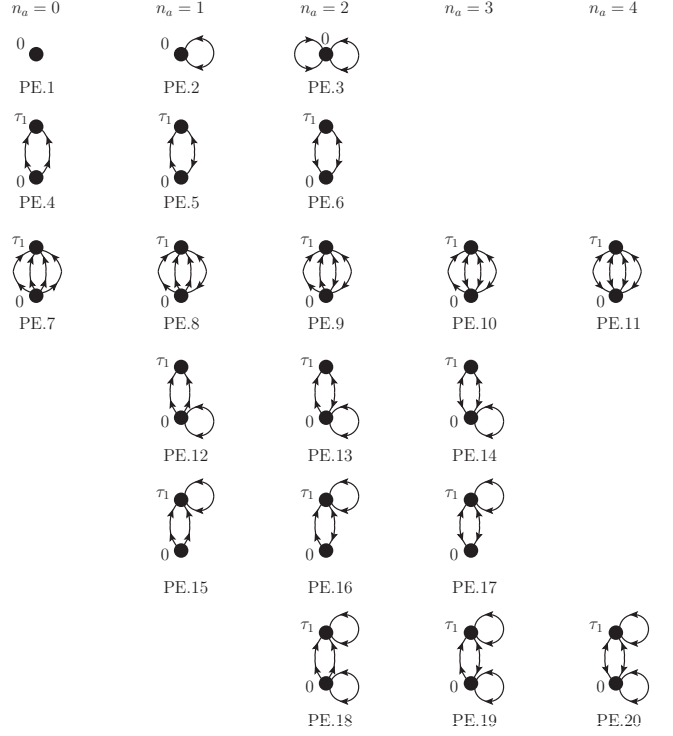 n_a = 0 n_a = 1 n_a = 2 n_a = 3 n_a = 4
0 0 0
PE.1 PE.2 PE.3
τ₁ τ₁ τ₁
0 0 0
PE.4 PE.5 PE.6
τ₁ τ₁ τ₁ τ₁ τ₁
0 0 0 0 0
PE.7 PE.8 PE.9 PE.10 PE.11
τ₁ τ₁ τ₁
0 0 0
PE.12 PE.13 PE.14
τ₁ τ₁ τ₁
0 0 0
PE.15 PE.16 PE.17
τ₁ τ₁ τ₁
0 0 0
PE.18 PE.19 PE.20